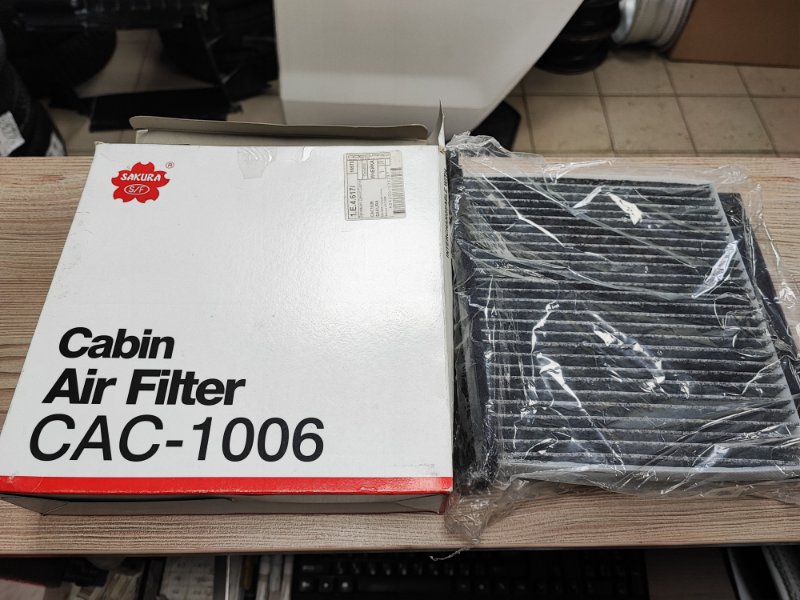 SAKURA
®
S/F
Cabin
Air Filter
CAC-1006